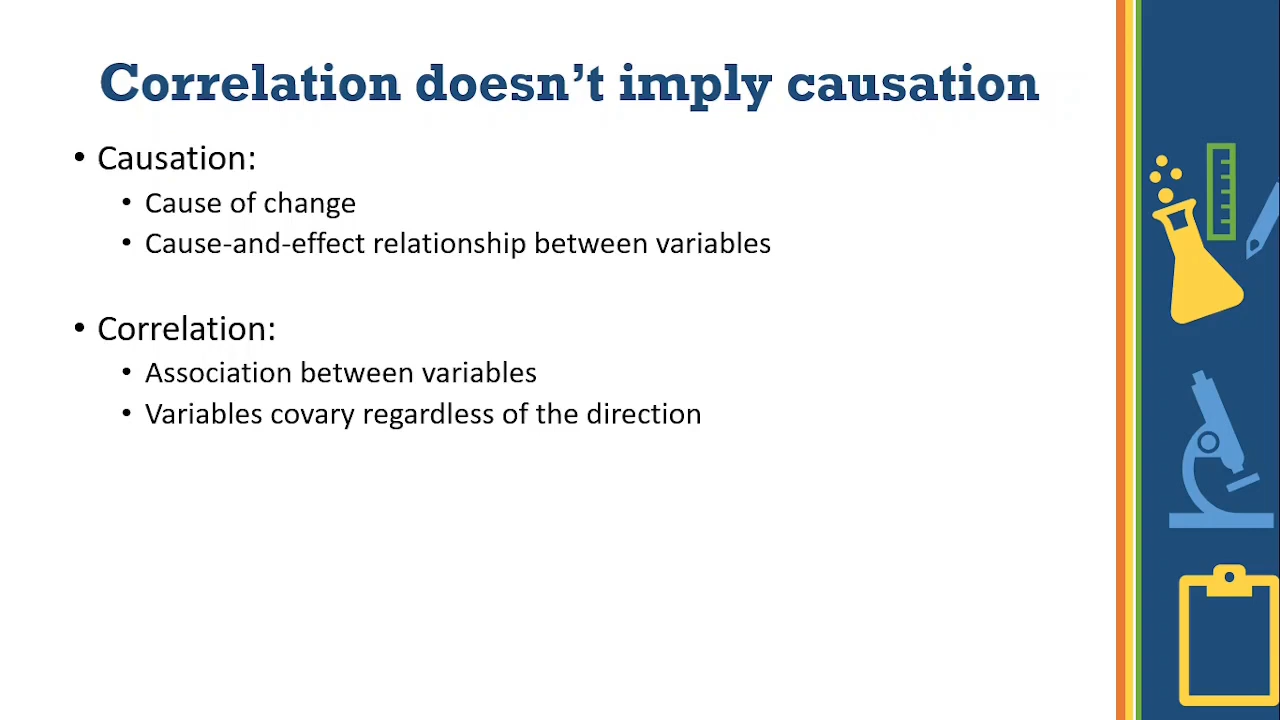 Correlation doesn’t imply causation
• Causation:
• Cause of change
• Cause-and-effect relationship between variables
• Correlation:
• Association between variables
• Variables covary regardless of the direction